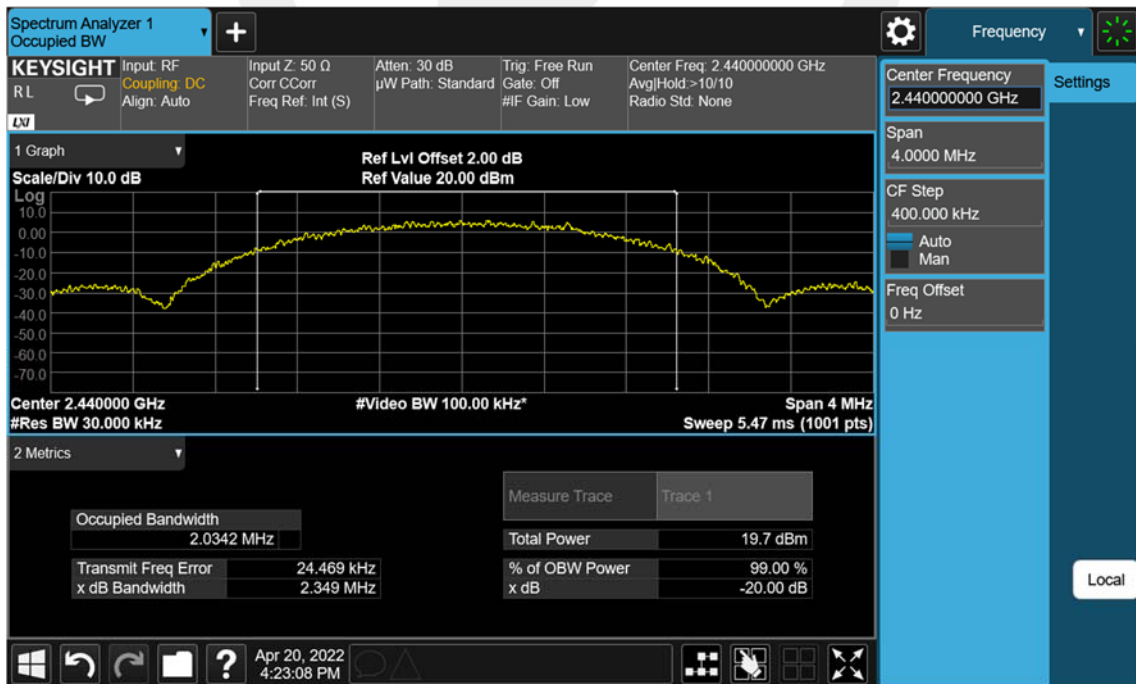 Spectrum Analyzer 1
Occupied BW
Frequency
KEYSIGHT
RL
LXI
Input: RF
Coupling: DC
Align: Auto
Input Z: 50 Ω
Corr CCorr
Freq Ref: Int (S)
Atten: 30 dB
µW Path: Standard
Trig: Free Run
Gate: Off
#IF Gain: Low
Center Freq: 2.440000000 GHz
Avg|Hold:>10/10
Radio Std: None
Center Frequency
2.440000000 GHz
Settings
Span
4.0000 MHz
CF Step
400.000 kHz
Auto
Man
Freq Offset
0 Hz
Local
1 Graph
Scale/Div 10.0 dB
Ref Lvl Offset 2.00 dB
Ref Value 20.00 dBm
Log
10.0
0.00
-10.0
-20.0
-30.0
-40.0
-50.0
-60.0
-70.0
Center 2.440000 GHz
#Res BW 30.000 kHz
#Video BW 100.00 kHz*
Span 4 MHz
Sweep 5.47 ms (1001 pts)
2 Metrics
Measure Trace Trace 1
Occupied Bandwidth
2.0342 MHz
Total Power 19.7 dBm
Transmit Freq Error 24.469 kHz
% of OBW Power 99.00 %
x dB Bandwidth 2.349 MHz
x dB -20.00 dB
?
Apr 20, 2022
4:23:08 PM